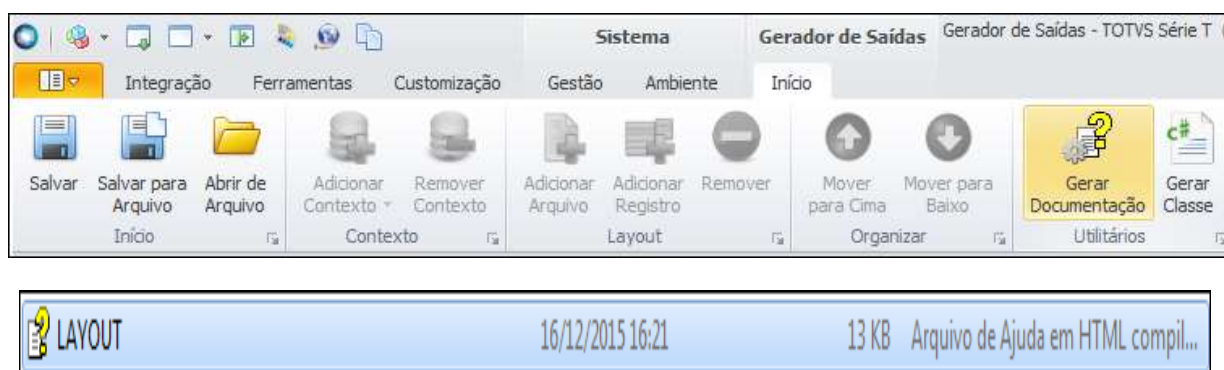 Sistema Gerador de Saídas Gerador de Saídas - TOTVS Série T (
Integração Ferramentas Customização Gestão Ambiente Início
Salvar Salvar para Abrir de Adicionar Remover Adicionar Adicionar Remover Mover Mover para Gerar Gerar
Arquivo Arquivo Contexto Contexto Arquivo Registro para Cima Baixo Documentação Classe
Início Contexto Layout Organizar Utilitários
LAYOUT 16/12/2015 16:21 13 KB Arquivo de Ajuda em HTML compil...